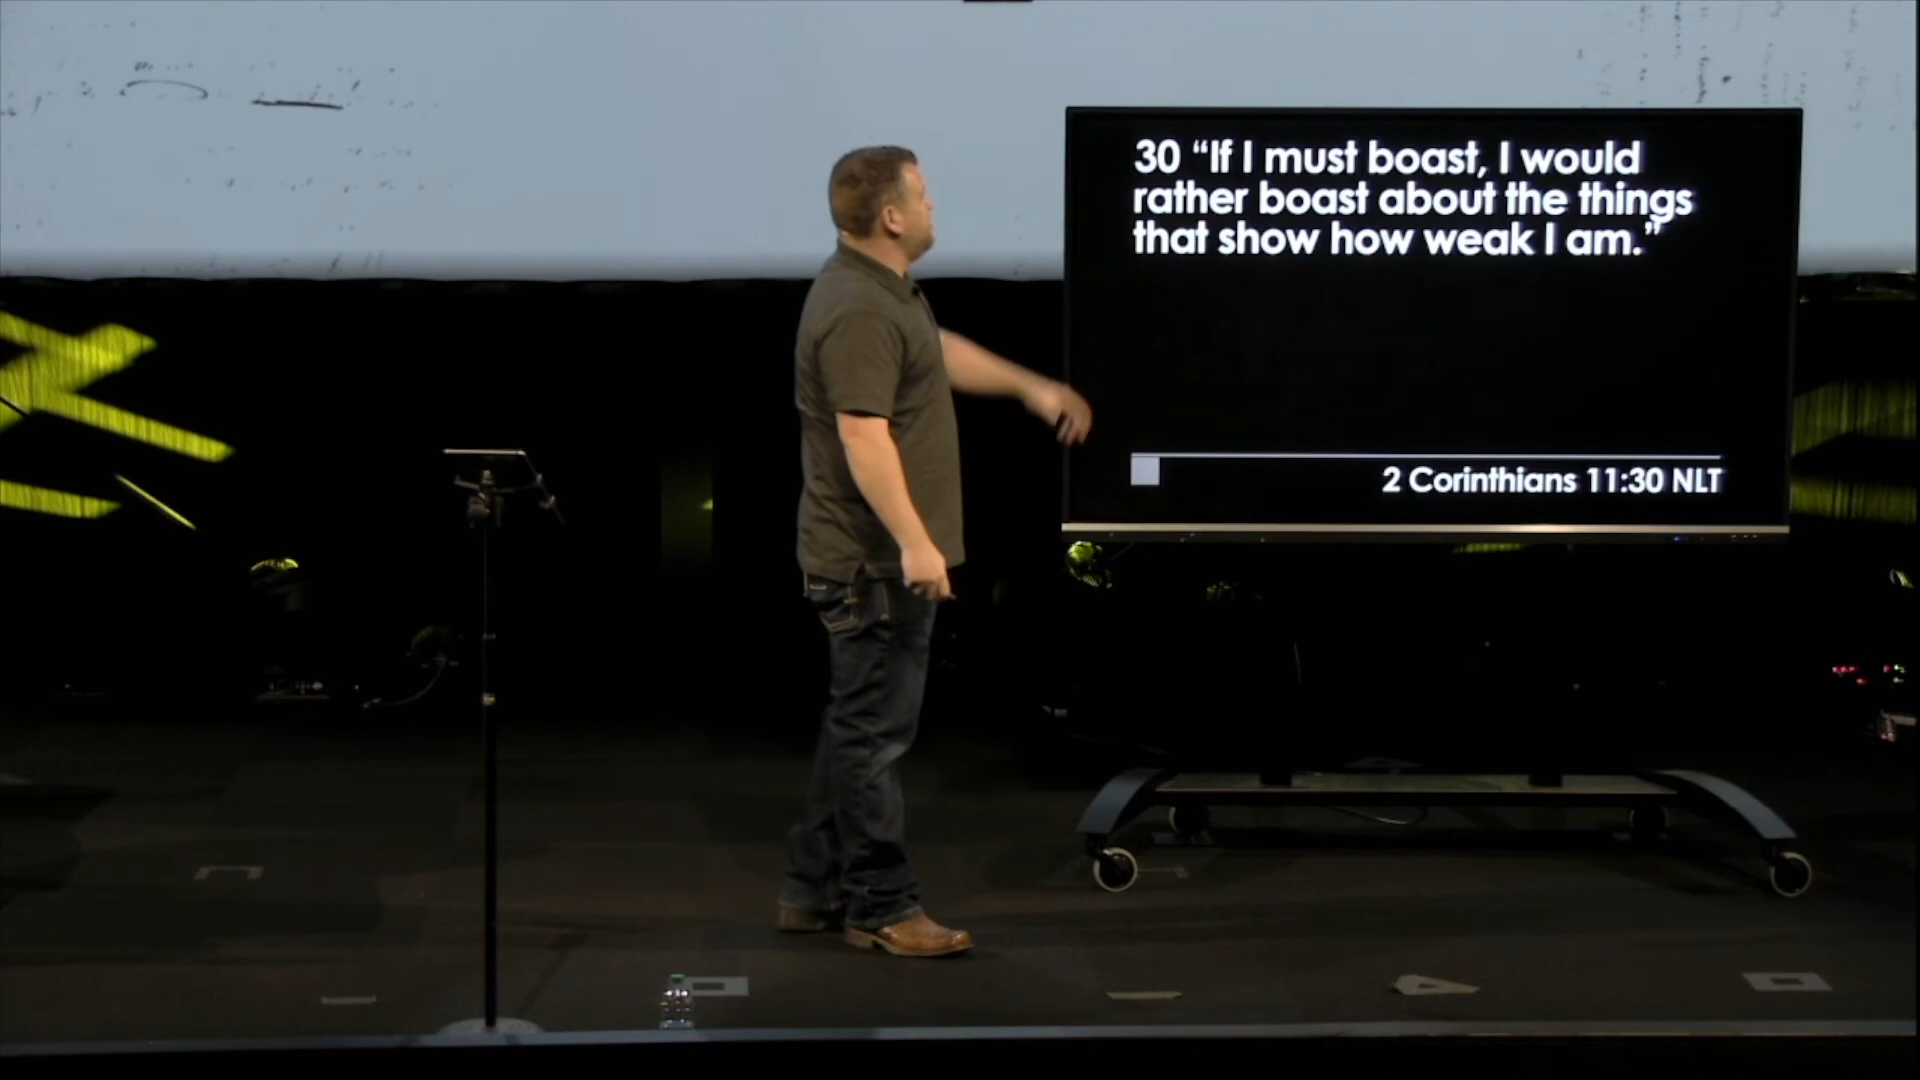 30 “If I must boast, I would
rather boast about the things
that show how weak I am.”
2 Corinthians 11:30 NLT